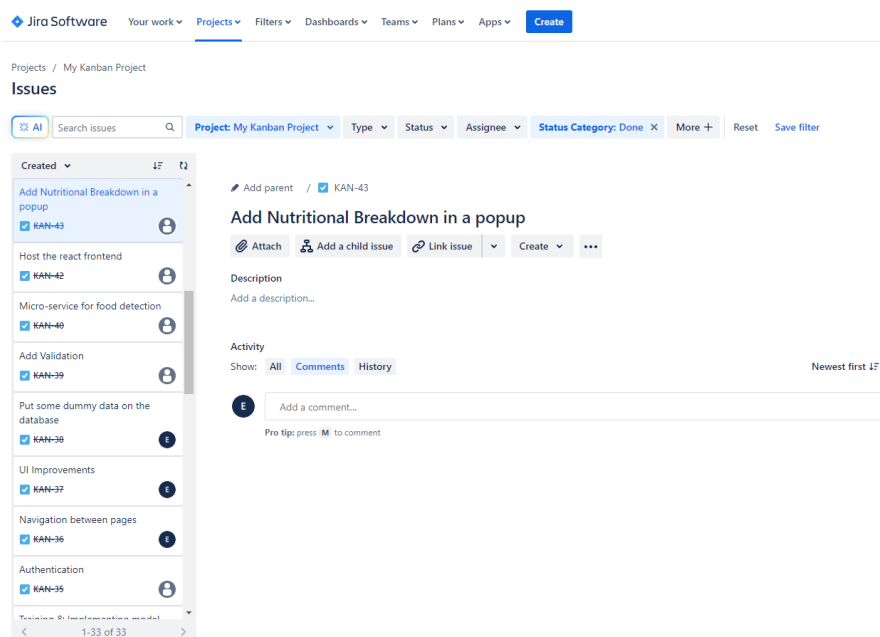 Jira Software Your work Projects Filters Dashboards Teams Plans Apps Create
Projects / My Kanban Project
Issues
AI Search issues Project: My Kanban Project Type Status Assignee Status Category: Done More Reset Save filter
Created
Add Nutritional Breakdown in a
popup
KAN-43
Host the react frontend
KAN-42
Micro-service for food detection
KAN-40
Add Validation
KAN-39
Put some dummy data on the
database
KAN-38
E
UI Improvements
KAN-37
E
Navigation between pages
KAN-36
E
Authentication
KAN-35
Training & Implementing model
1-33 of 33
Add parent / KAN-43
Add Nutritional Breakdown in a popup
Attach Add a child issue Link issue Create
Description
Add a description...
Activity
Show: All Comments History Newest first
E Add a comment...
Pro tip: press M to comment